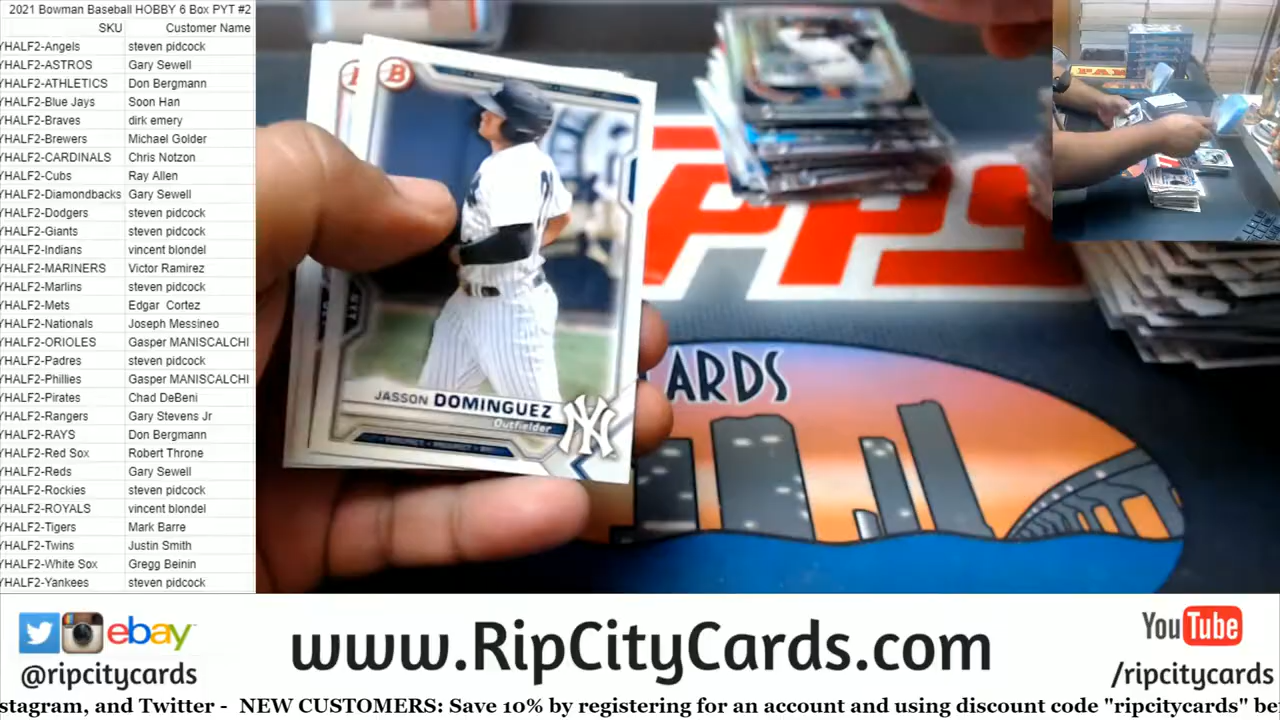 2021 Bowman Baseball HOBBY 6 Box PYT #2
SKU Customer Name
YHALF2-Angels steven pidcock
YHALF2-ASTROS Gary Sewell
YHALF2-ATHLETICS Don Bergmann
YHALF2-Blue Jays Soon Han
YHALF2-Braves dirk emery
YHALF2-Brewers Michael Golder
YHALF2-CARDINALS Chris Notzon
YHALF2-Cubs Ray Allen
YHALF2-Diamondbacks Gary Sewell
YHALF2-Dodgers steven pidcock
YHALF2-Giants steven pidcock
YHALF2-Indians vincent blondel
YHALF2-MARINERS Victor Ramirez
YHALF2-Marlins steven pidcock
YHALF2-Mets Edgar Cortez
YHALF2-Nationals Joseph Messineo
YHALF2-ORIOLES Gasper MANISCALCHI
YHALF2-Padres steven pidcock
YHALF2-Phillies Gasper MANISCALCHI
YHALF2-Pirates Chad DeBeni
YHALF2-Rangers Gary Stevens Jr
YHALF2-RAYS Don Bergmann
YHALF2-Red Sox Robert Throne
YHALF2-Reds Gary Sewell
YHALF2-Rockies steven pidcock
YHALF2-ROYALS vincent blondel
YHALF2-Tigers Mark Barre
YHALF2-Twins Justin Smith
YHALF2-White Sox Gregg Beinin
YHALF2-Yankees steven pidcock
B
JASSON DOMINGUEZ
Outfielder
NY
ARDS
ebay
@ripcitycards
www.RipCityCards.com
YouTube
/ripcitycards
stagram, and Twitter - NEW CUSTOMERS: Save 10% by registering for an account and using discount code "ripcitycards" be